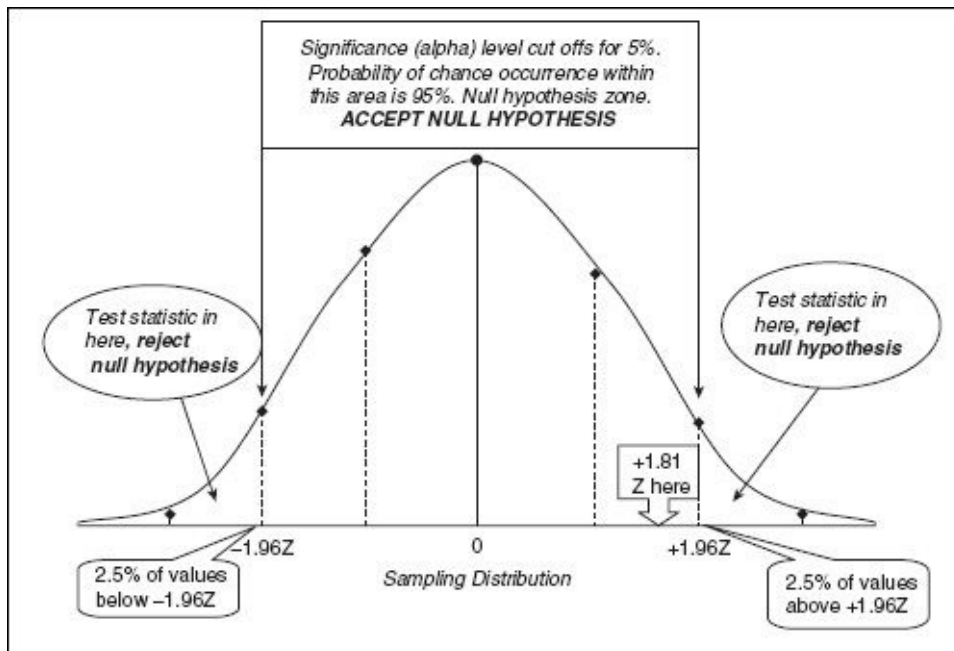 Significance (alpha) level cut offs for 5%.
Probability of chance occurrence within
this area is 95%. Null hypothesis zone.
ACCEPT NULL HYPOTHESIS
Test statistic in
here, reject
null hypothesis
Test statistic in
here, reject
null hypothesis
+1.81
Z here
–1.96Z
0
+1.96Z
2.5% of values
below –1.96Z
Sampling Distribution
2.5% of values
above +1.96Z